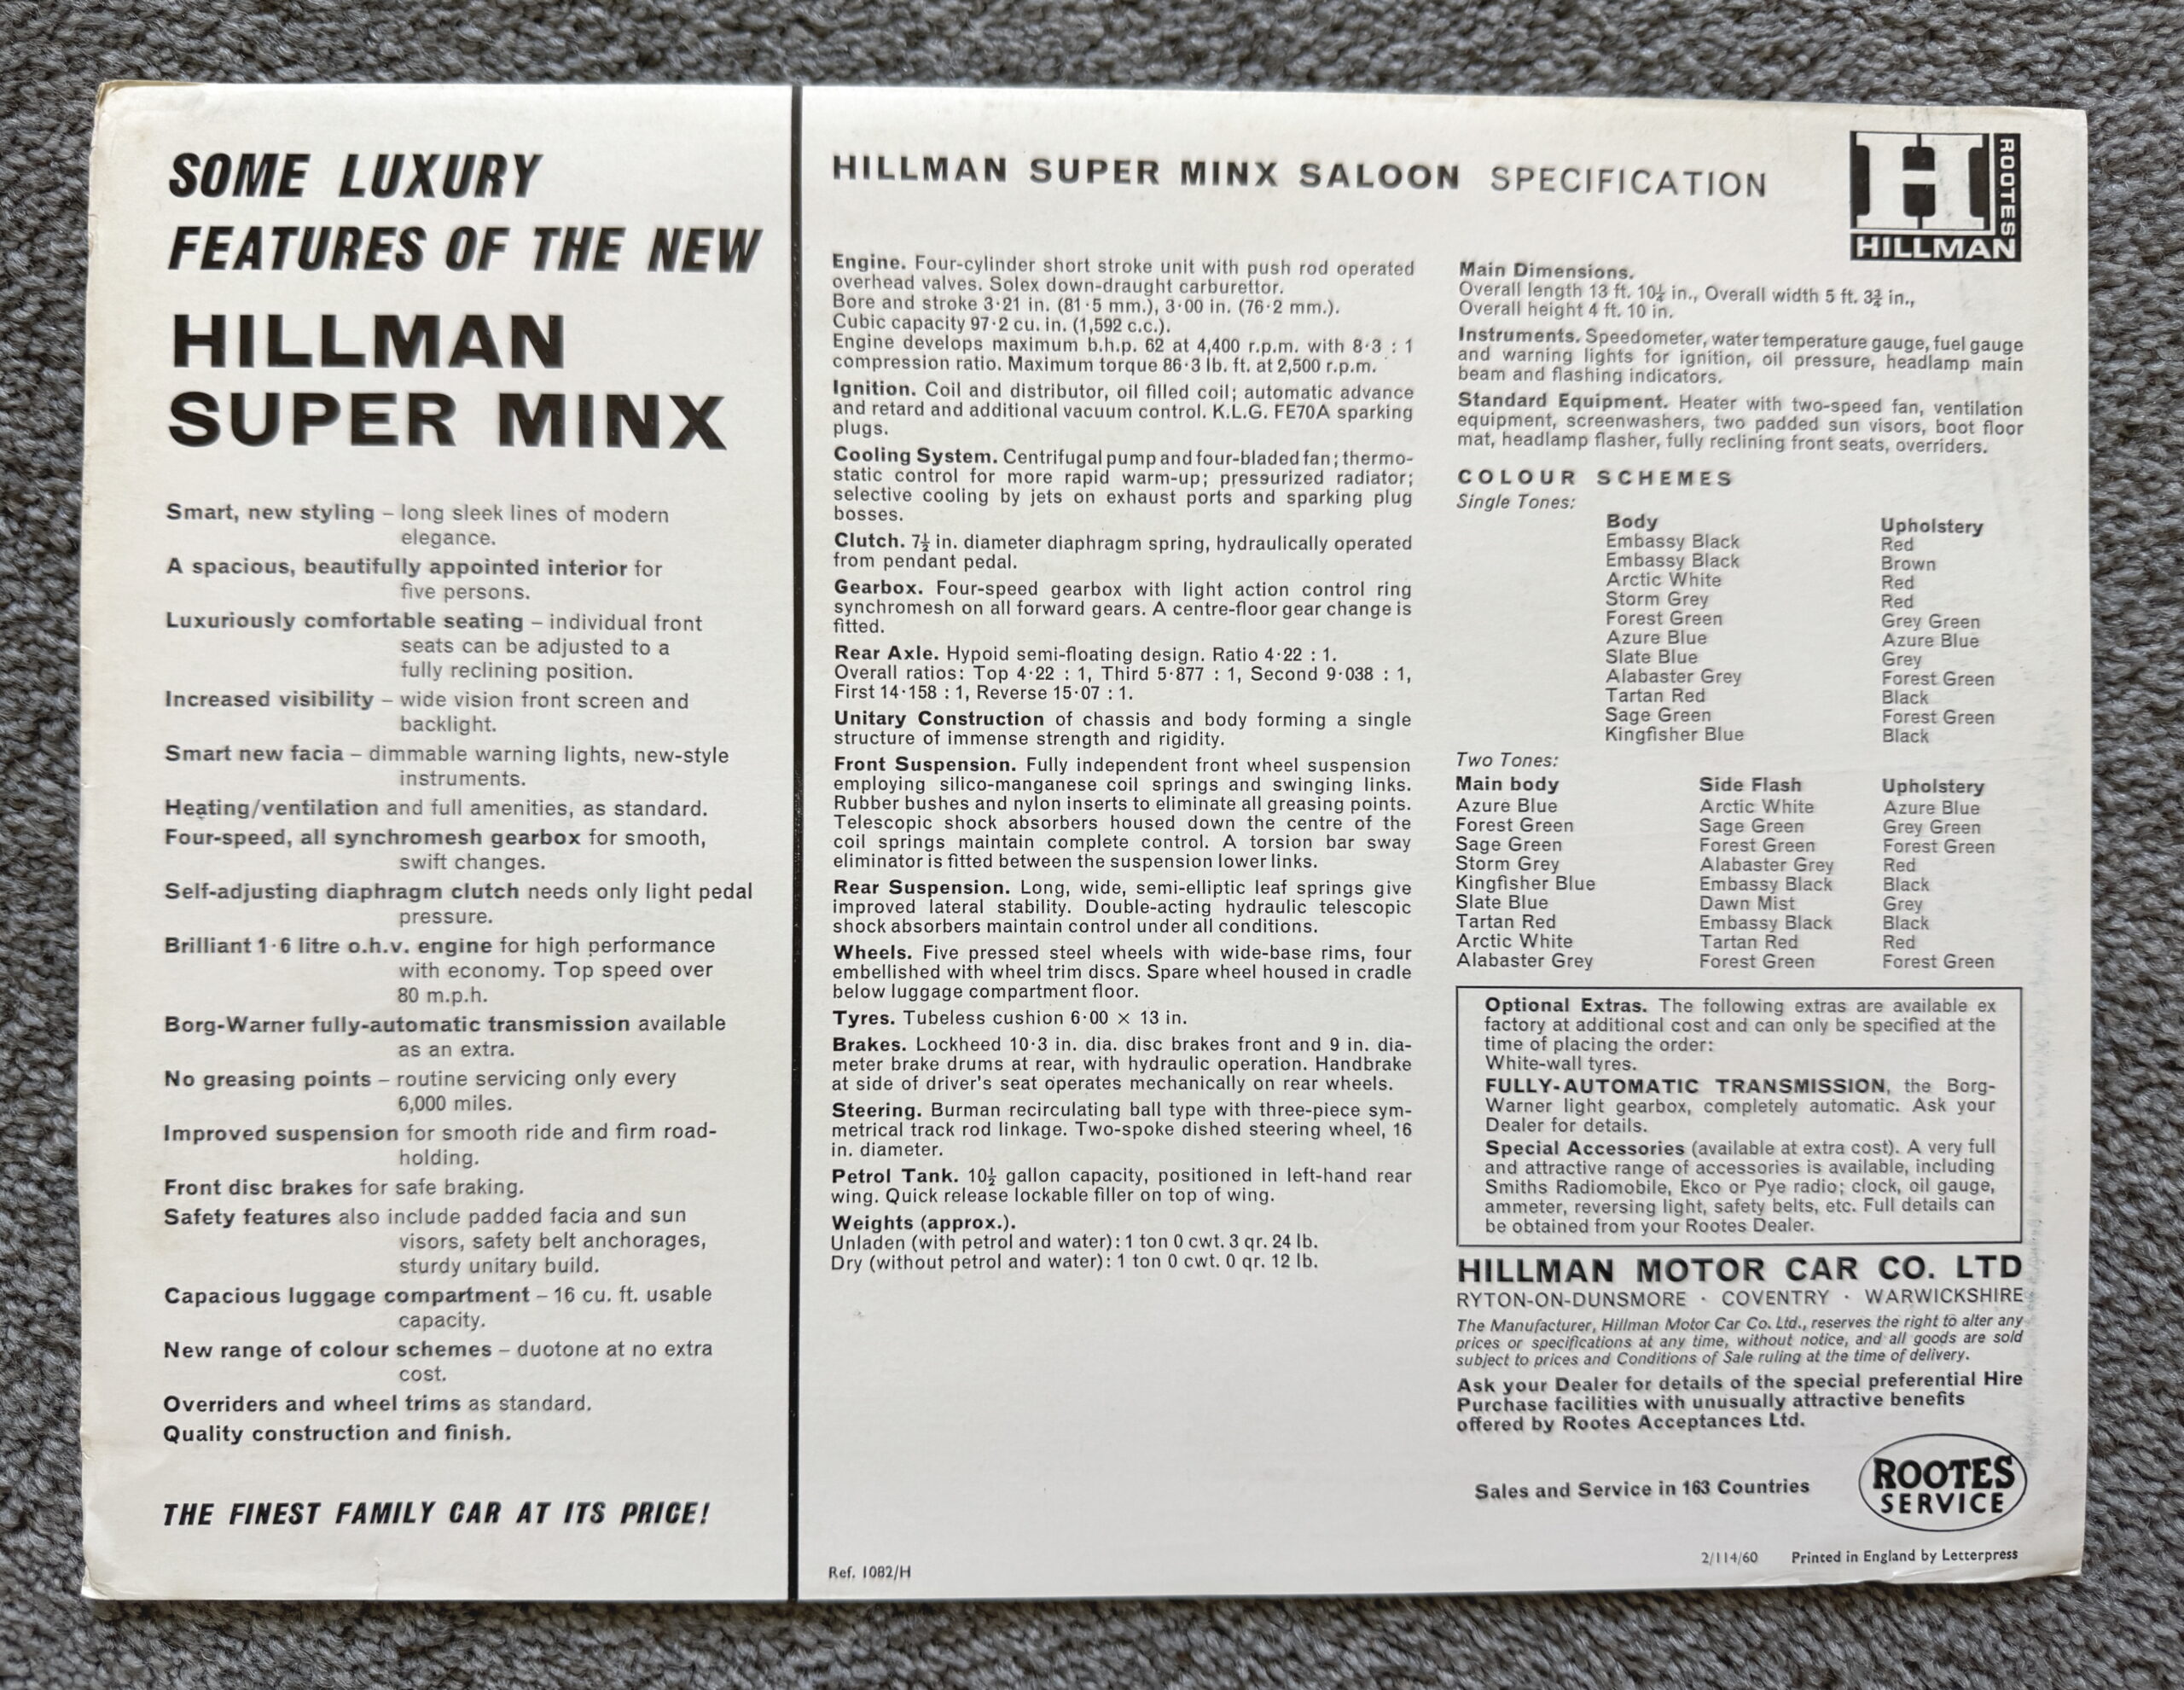 SOME LUXURY
FEATURES OF THE NEW
HILLMAN
SUPER MINX
Smart, new styling – long sleek lines of modern
elegance.
A spacious, beautifully appointed interior for
five persons.
Luxuriously comfortable seating – individual front
seats can be adjusted to a
fully reclining position.
Increased visibility – wide vision front screen and
backlight.
Smart new facia – dimmable warning lights, new-style
instruments.
Heating/ventilation and full amenities, as standard.
Four-speed, all synchromesh gearbox for smooth,
swift changes.
Self-adjusting diaphragm clutch needs only light pedal
pressure.
Brilliant 1·6 litre o.h.v. engine for high performance
with economy. Top speed over
80 m.p.h.
Borg-Warner fully-automatic transmission available
as an extra.
No greasing points – routine servicing only every
6,000 miles.
Improved suspension for smooth ride and firm road-
holding.
Front disc brakes for safe braking.
Safety features also include padded facia and sun
visors, safety belt anchorages,
sturdy unitary build.
Capacious luggage compartment – 16 cu. ft. usable
capacity.
New range of colour schemes – duotone at no extra
cost.
Overriders and wheel trims as standard.
Quality construction and finish.
THE FINEST FAMILY CAR AT ITS PRICE!
HILLMAN SUPER MINX SALOON SPECIFICATION
Engine. Four-cylinder short stroke unit with push rod operated
overhead valves. Solex down-draught carburettor.
Bore and stroke 3·21 in. (81·5 mm.), 3·00 in. (76·2 mm.).
Cubic capacity 97·2 cu. in. (1,592 c.c.).
Engine develops maximum b.h.p. 62 at 4,400 r.p.m. with 8·3 : 1
compression ratio. Maximum torque 86·3 lb. ft. at 2,500 r.p.m.
Ignition. Coil and distributor, oil filled coil; automatic advance
and retard and additional vacuum control. K.L.G. FE70A sparking
plugs.
Cooling System. Centrifugal pump and four-bladed fan; thermo-
static control for more rapid warm-up; pressurized radiator;
selective cooling by jets on exhaust ports and sparking plug
bosses.
Clutch. 7½ in. diameter diaphragm spring, hydraulically operated
from pendant pedal.
Gearbox. Four-speed gearbox with light action control ring
synchromesh on all forward gears. A centre-floor gear change is
fitted.
Rear Axle. Hypoid semi-floating design. Ratio 4·22 : 1.
Overall ratios: Top 4·22 : 1, Third 5·877 : 1, Second 9·038 : 1,
First 14·158 : 1, Reverse 15·07 : 1.
Unitary Construction of chassis and body forming a single
structure of immense strength and rigidity.
Front Suspension. Fully independent front wheel suspension
employing silico-manganese coil springs and swinging links.
Rubber bushes and nylon inserts to eliminate all greasing points.
Telescopic shock absorbers housed down the centre of the
coil springs maintain complete control. A torsion bar sway
eliminator is fitted between the suspension lower links.
Rear Suspension. Long, wide, semi-elliptic leaf springs give
improved lateral stability. Double-acting hydraulic telescopic
shock absorbers maintain control under all conditions.
Wheels. Five pressed steel wheels with wide-base rims, four
embellished with wheel trim discs. Spare wheel housed in cradle
below luggage compartment floor.
Tyres. Tubeless cushion 6·00 × 13 in.
Brakes. Lockheed 10·3 in. dia. disc brakes front and 9 in. dia-
meter brake drums at rear, with hydraulic operation. Handbrake
at side of driver's seat operates mechanically on rear wheels.
Steering. Burman recirculating ball type with three-piece sym-
metrical track rod linkage. Two-spoke dished steering wheel, 16
in. diameter.
Petrol Tank. 10½ gallon capacity, positioned in left-hand rear
wing. Quick release lockable filler on top of wing.
Weights (approx.).
Unladen (with petrol and water): 1 ton 0 cwt. 3 qr. 24 lb.
Dry (without petrol and water): 1 ton 0 cwt. 0 qr. 12 lb.
Ref. 1082/H
H
ROOTES
HILLMAN
Main Dimensions.
Overall length 13 ft. 10¼ in., Overall width 5 ft. 3¾ in.,
Overall height 4 ft. 10 in.
Instruments. Speedometer, water temperature gauge, fuel gauge
and warning lights for ignition, oil pressure, headlamp main
beam and flashing indicators.
Standard Equipment. Heater with two-speed fan, ventilation
equipment, screenwashers, two padded sun visors, boot floor
mat, headlamp flasher, fully reclining front seats, overriders.
COLOUR SCHEMES
Single Tones:
Body Upholstery
Embassy Black Red
Embassy Black Brown
Arctic White Red
Storm Grey Red
Forest Green Grey Green
Azure Blue Azure Blue
Slate Blue Grey
Alabaster Grey Forest Green
Tartan Red Black
Sage Green Forest Green
Kingfisher Blue Black
Two Tones:
Main body Side Flash Upholstery
Azure Blue Arctic White Azure Blue
Forest Green Sage Green Grey Green
Sage Green Forest Green Forest Green
Storm Grey Alabaster Grey Red
Kingfisher Blue Embassy Black Black
Slate Blue Dawn Mist Grey
Tartan Red Embassy Black Black
Arctic White Tartan Red Red
Alabaster Grey Forest Green Forest Green
Optional Extras. The following extras are available ex
factory at additional cost and can only be specified at the
time of placing the order:
White-wall tyres.
FULLY-AUTOMATIC TRANSMISSION, the Borg-
Warner light gearbox, completely automatic. Ask your
Dealer for details.
Special Accessories (available at extra cost). A very full
and attractive range of accessories is available, including
Smiths Radiomobile, Ekco or Pye radio; clock, oil gauge,
ammeter, reversing light, safety belts, etc. Full details can
be obtained from your Rootes Dealer.
HILLMAN MOTOR CAR CO. LTD
RYTON-ON-DUNSMORE · COVENTRY · WARWICKSHIRE
The Manufacturer, Hillman Motor Car Co. Ltd., reserves the right to alter any
prices or specifications at any time, without notice, and all goods are sold
subject to prices and Conditions of Sale ruling at the time of delivery.
Ask your Dealer for details of the special preferential Hire
Purchase facilities with unusually attractive benefits
offered by Rootes Acceptances Ltd.
Sales and Service in 163 Countries
ROOTES
SERVICE
2/114/60 Printed in England by Letterpress